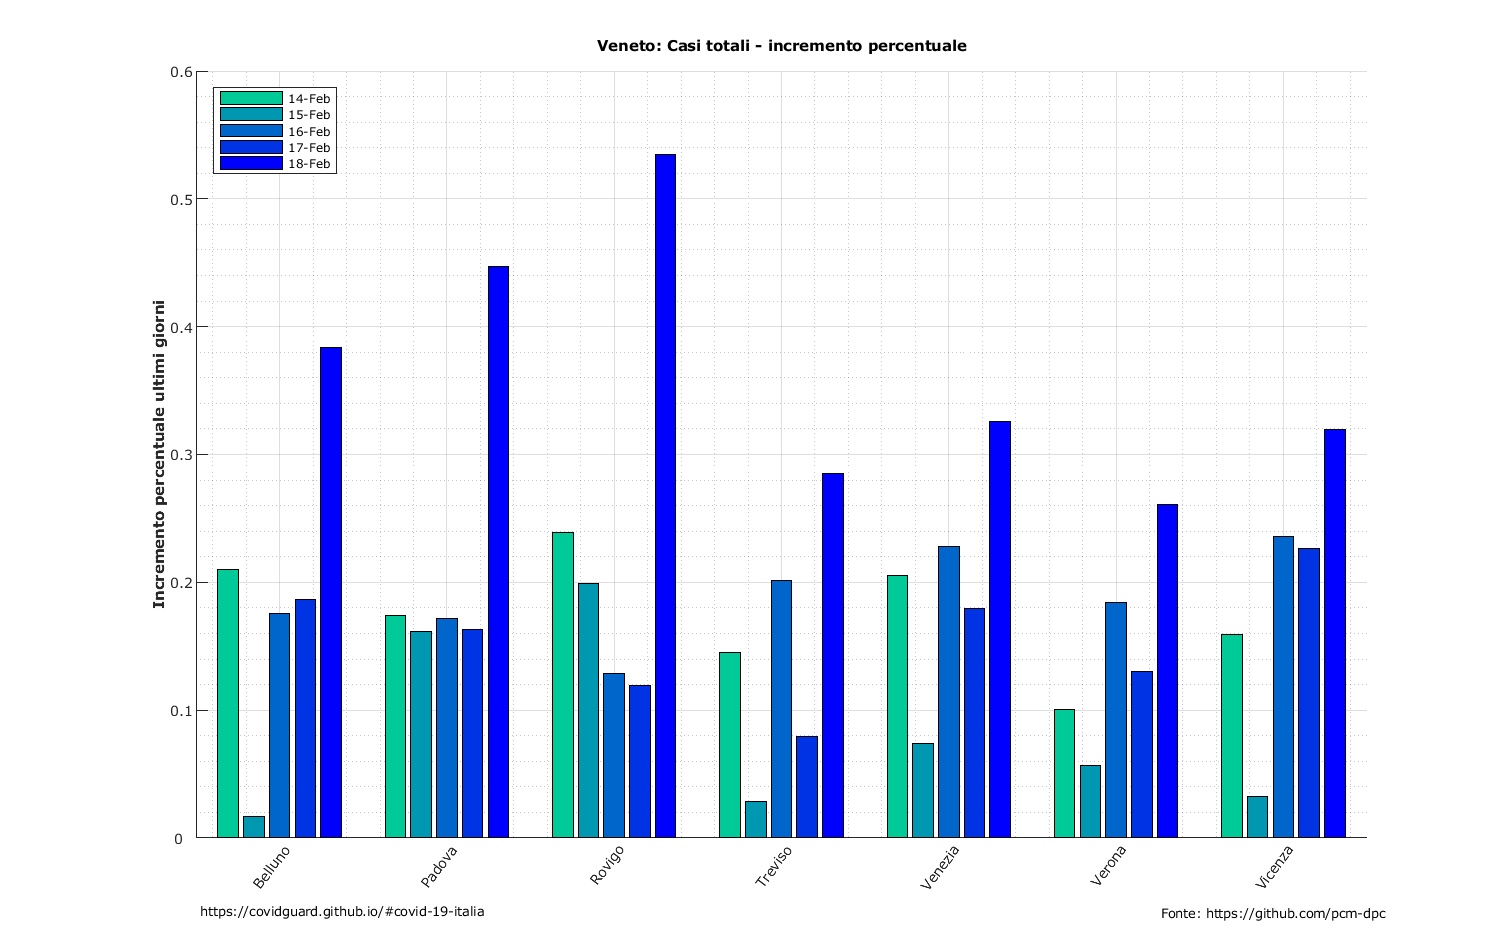 Veneto: Casi totali - incremento percentuale
14-Feb
15-Feb
16-Feb
17-Feb
18-Feb
Incremento percentuale ultimi giorni
0.6
0.5
0.4
0.3
0.2
0.1
0
Belluno
Padova
Rovigo
Treviso
Venezia
Verona
Vicenza
https://covidguard.github.io/#covid-19-italia
Fonte: https://github.com/pcm-dpc